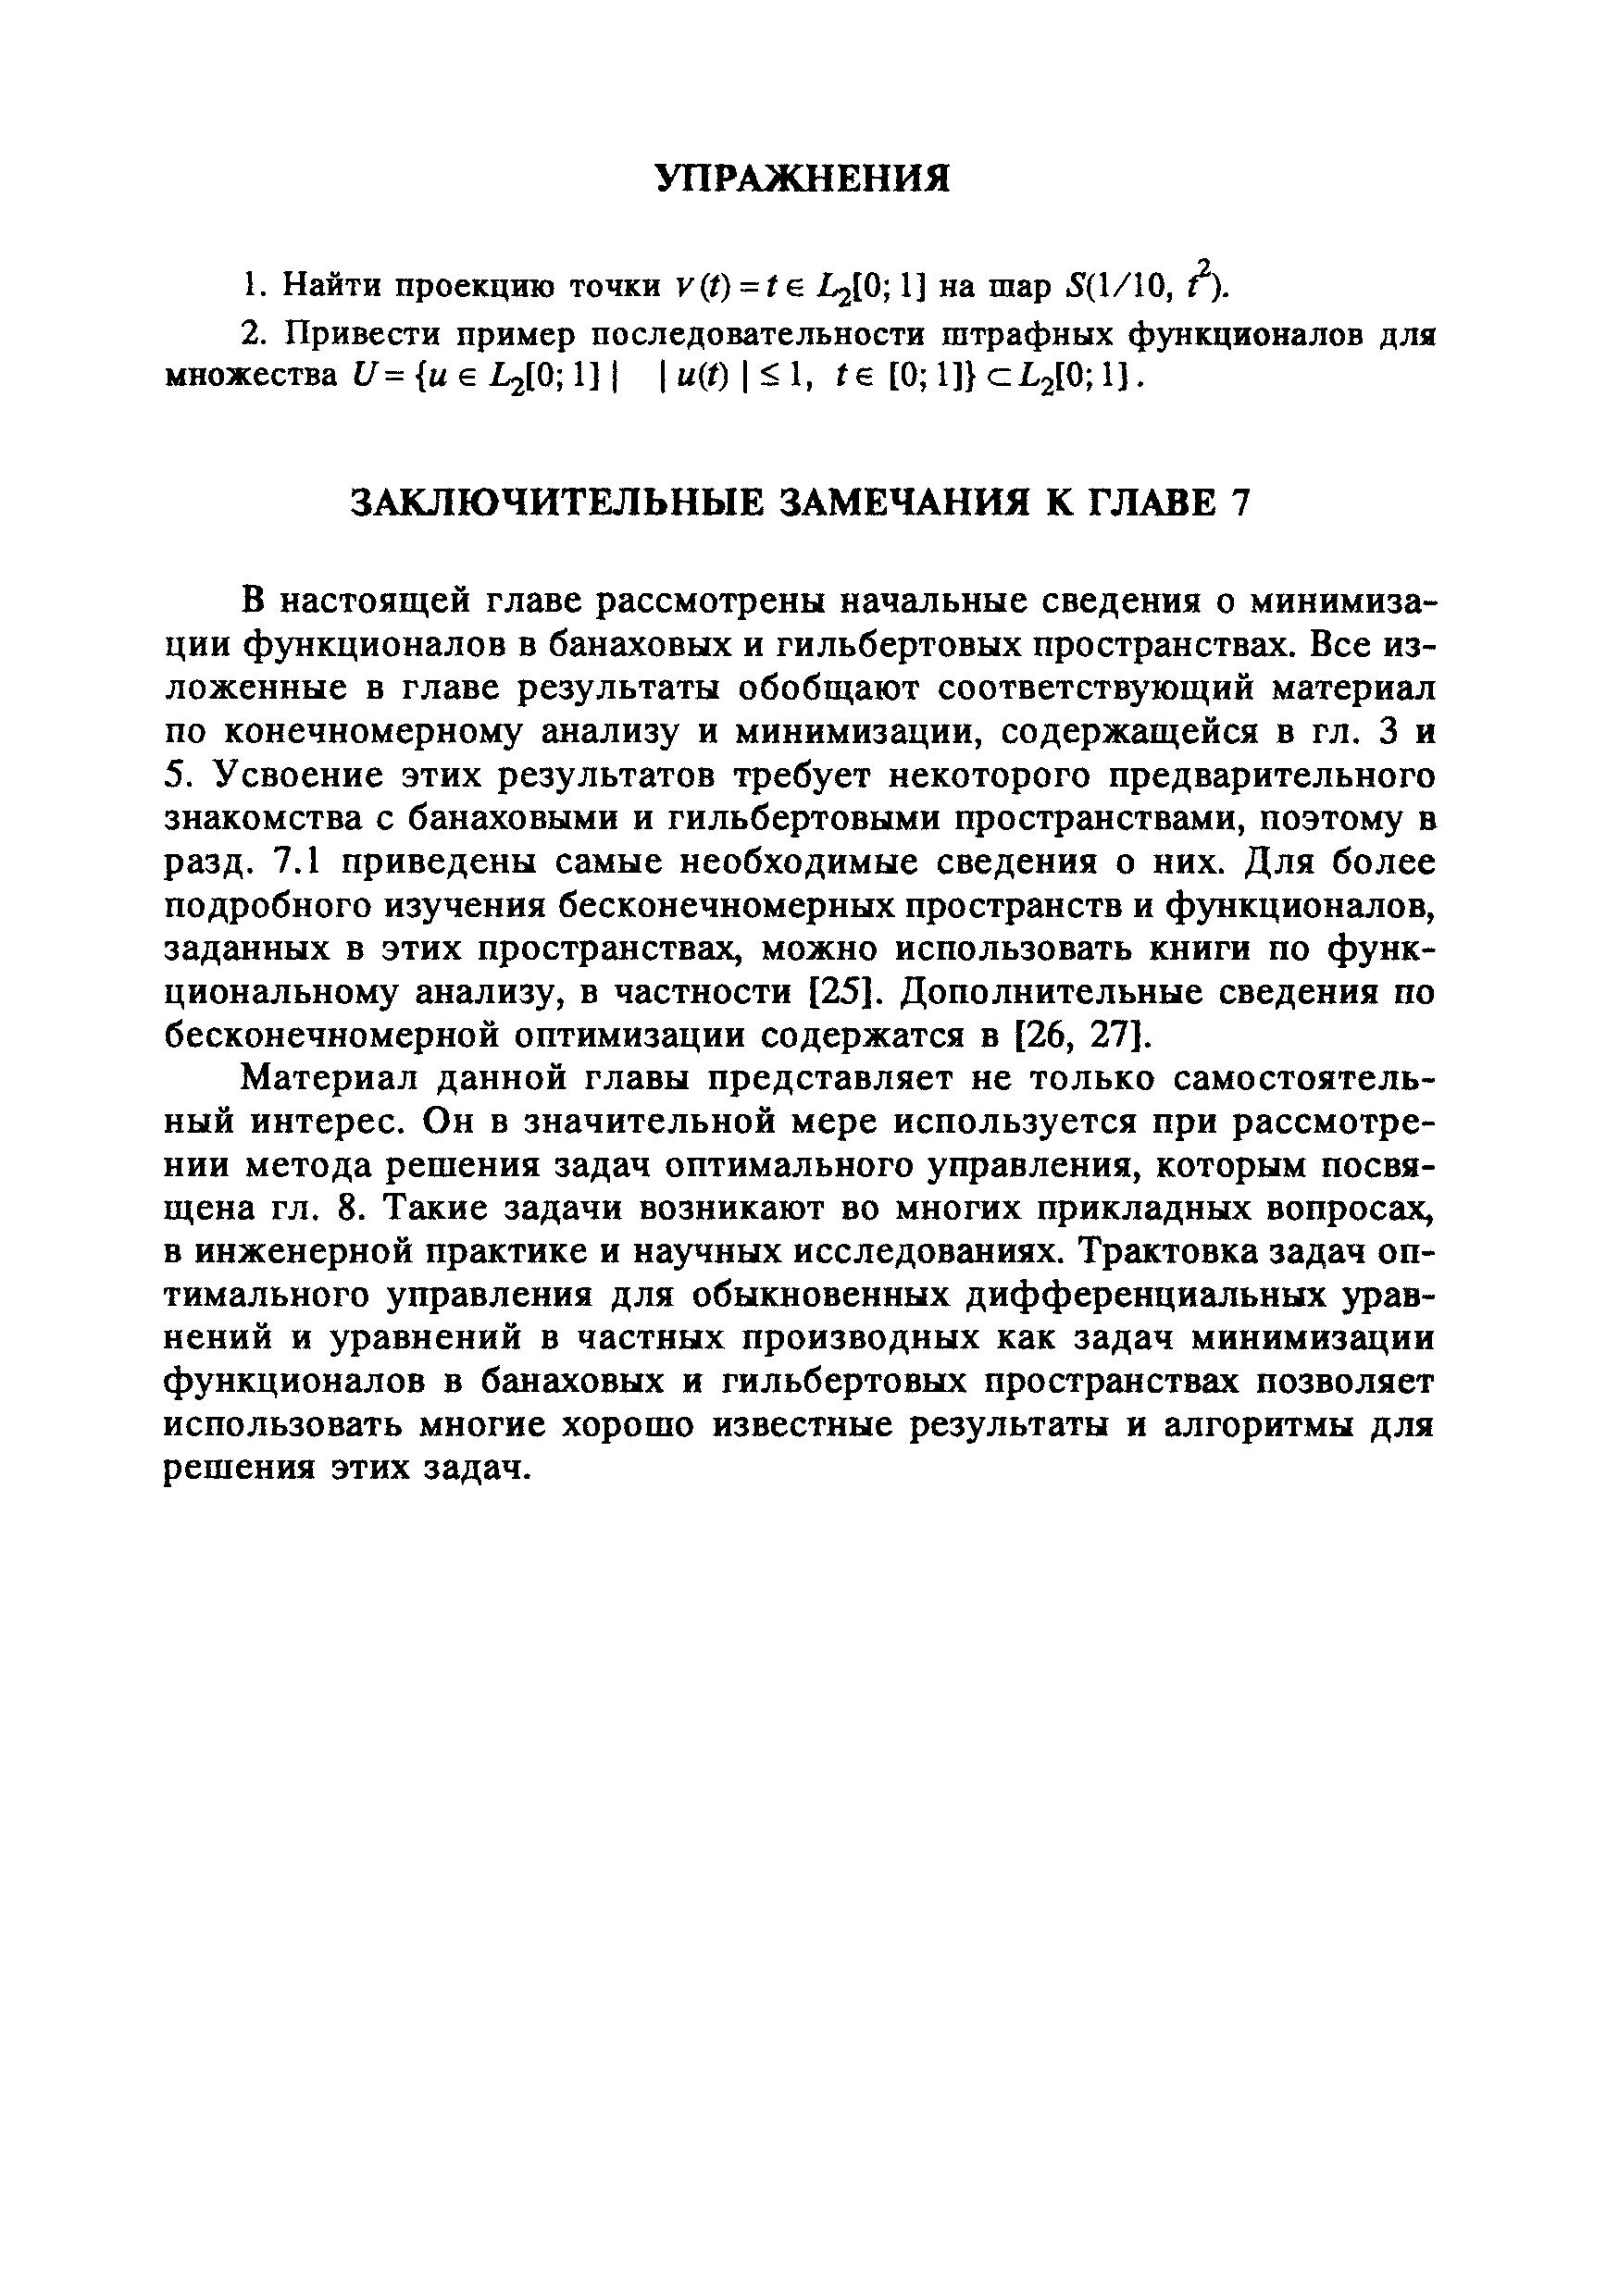 УПРАЖНЕНИЯ
1. Найти проекцию точки v(t) = t ∈ L₂[0; 1] на шар S(1/10, t²).
2. Привести пример последовательности штрафных функционалов для
множества U = {u ∈ L₂[0; 1] | | u(t) | ≤ 1, t ∈ [0; 1]} ⊂ L₂[0; 1].
ЗАКЛЮЧИТЕЛЬНЫЕ ЗАМЕЧАНИЯ К ГЛАВЕ 7
В настоящей главе рассмотрены начальные сведения о минимиза-
ции функционалов в банаховых и гильбертовых пространствах. Все из-
ложенные в главе результаты обобщают соответствующий материал
по конечномерному анализу и минимизации, содержащейся в гл. 3 и
5. Усвоение этих результатов требует некоторого предварительного
знакомства с банаховыми и гильбертовыми пространствами, поэтому в
разд. 7.1 приведены самые необходимые сведения о них. Для более
подробного изучения бесконечномерных пространств и функционалов,
заданных в этих пространствах, можно использовать книги по функ-
циональному анализу, в частности [25]. Дополнительные сведения по
бесконечномерной оптимизации содержатся в [26, 27].
Материал данной главы представляет не только самостоятель-
ный интерес. Он в значительной мере используется при рассмотре-
нии метода решения задач оптимального управления, которым посвя-
щена гл. 8. Такие задачи возникают во многих прикладных вопросах,
в инженерной практике и научных исследованиях. Трактовка задач оп-
тимального управления для обыкновенных дифференциальных урав-
нений и уравнений в частных производных как задач минимизации
функционалов в банаховых и гильбертовых пространствах позволяет
использовать многие хорошо известные результаты и алгоритмы для
решения этих задач.